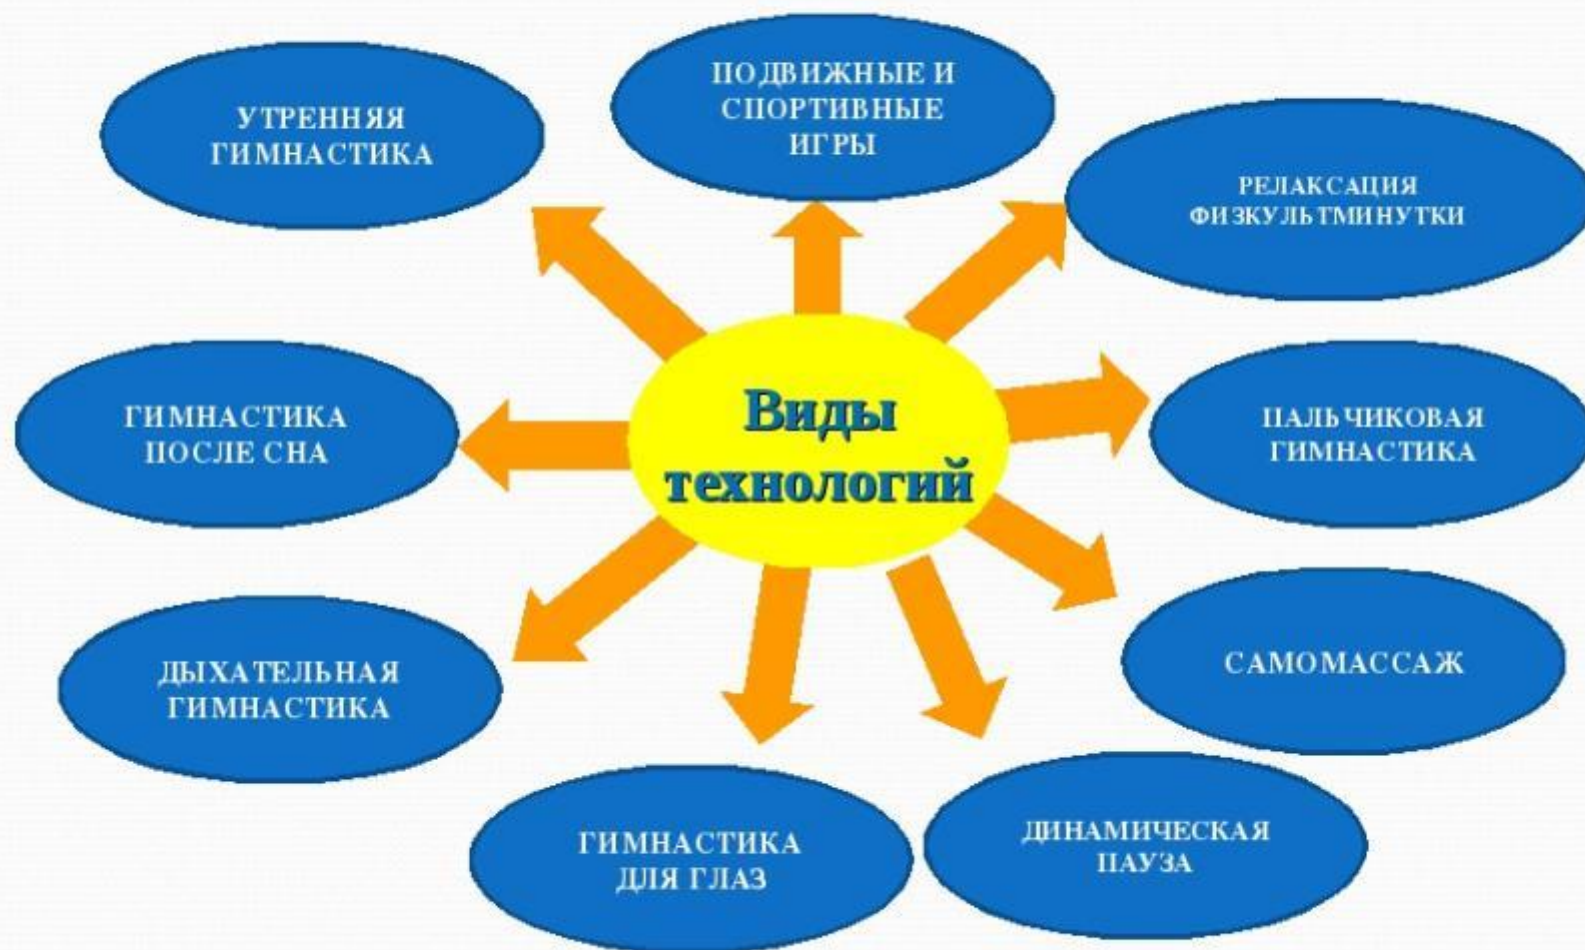 УТРЕННЯЯ
ГИМНАСТИКА
ПОДВИЖНЫЕ И
СПОРТИВНЫЕ
ИГРЫ
РЕЛАКСАЦИЯ
ФИЗКУЛЬТМИНУТКИ
ГИМНАСТИКА
ПОСЛЕ СНА
Виды
технологий
ПАЛЬЧИКОВАЯ
ГИМНАСТИКА
ДЫХАТЕЛЬНАЯ
ГИМНАСТИКА
САМОМАССАЖ
ГИМНАСТИКА
ДЛЯ ГЛАЗ
ДИНАМИЧЕСКАЯ
ПАУЗА